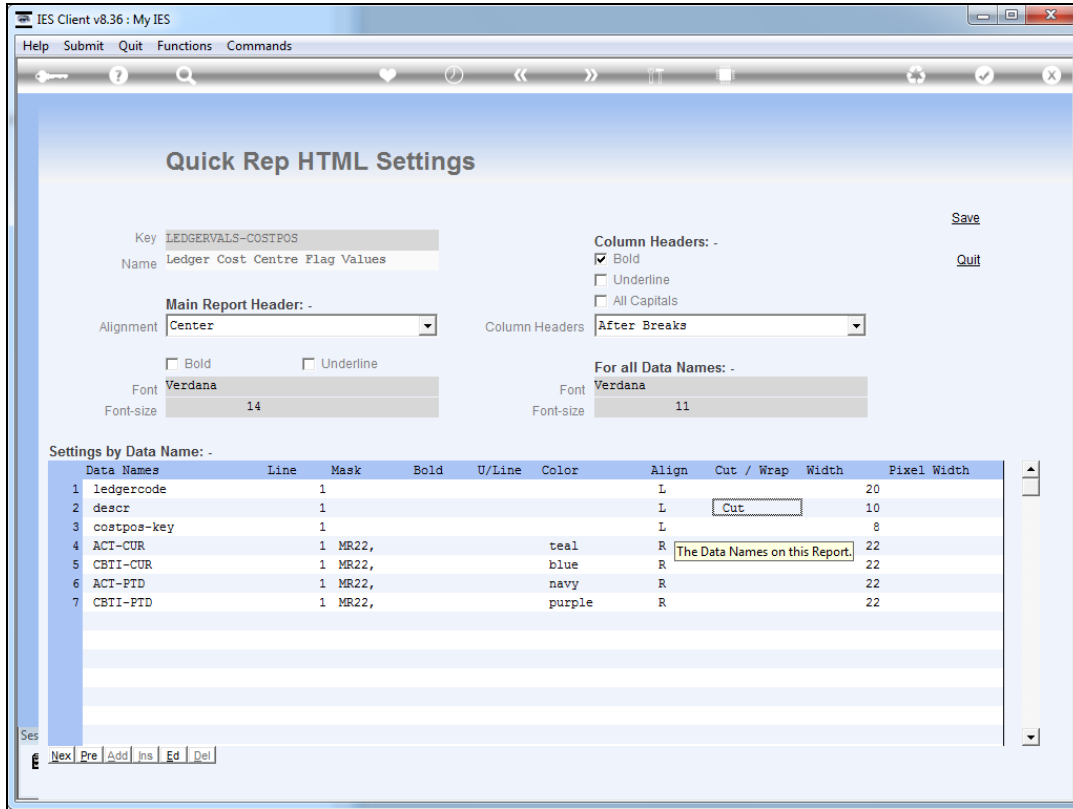 IES Client v8.36 : My IES
Help Submit Quit Functions Commands
Quick Rep HTML Settings
Save
Key LEDGERVALS-COSTPOS
Column Headers: -
Name Ledger Cost Centre Flag Values
Bold
Quit
Underline
Main Report Header: -
All Capitals
Alignment Center
Column Headers After Breaks
Bold Underline
For all Data Names: -
Font Verdana
Font Verdana
Font-size 14
Font-size 11
Settings by Data Name: -
Data Names Line Mask Bold U/Line Color Align Cut / Wrap Width Pixel Width
1 ledgercode 1 L 20
2 descr 1 L Cut 10
3 costpos-key 1 L 8
4 ACT-CUR 1 MR22, teal R 22
The Data Names on this Report.
5 CBTI-CUR 1 MR22, blue R 22
6 ACT-PTD 1 MR22, navy R 22
7 CBTI-PTD 1 MR22, purple R 22
Ses
Nex Pre Add Ins Ed Del